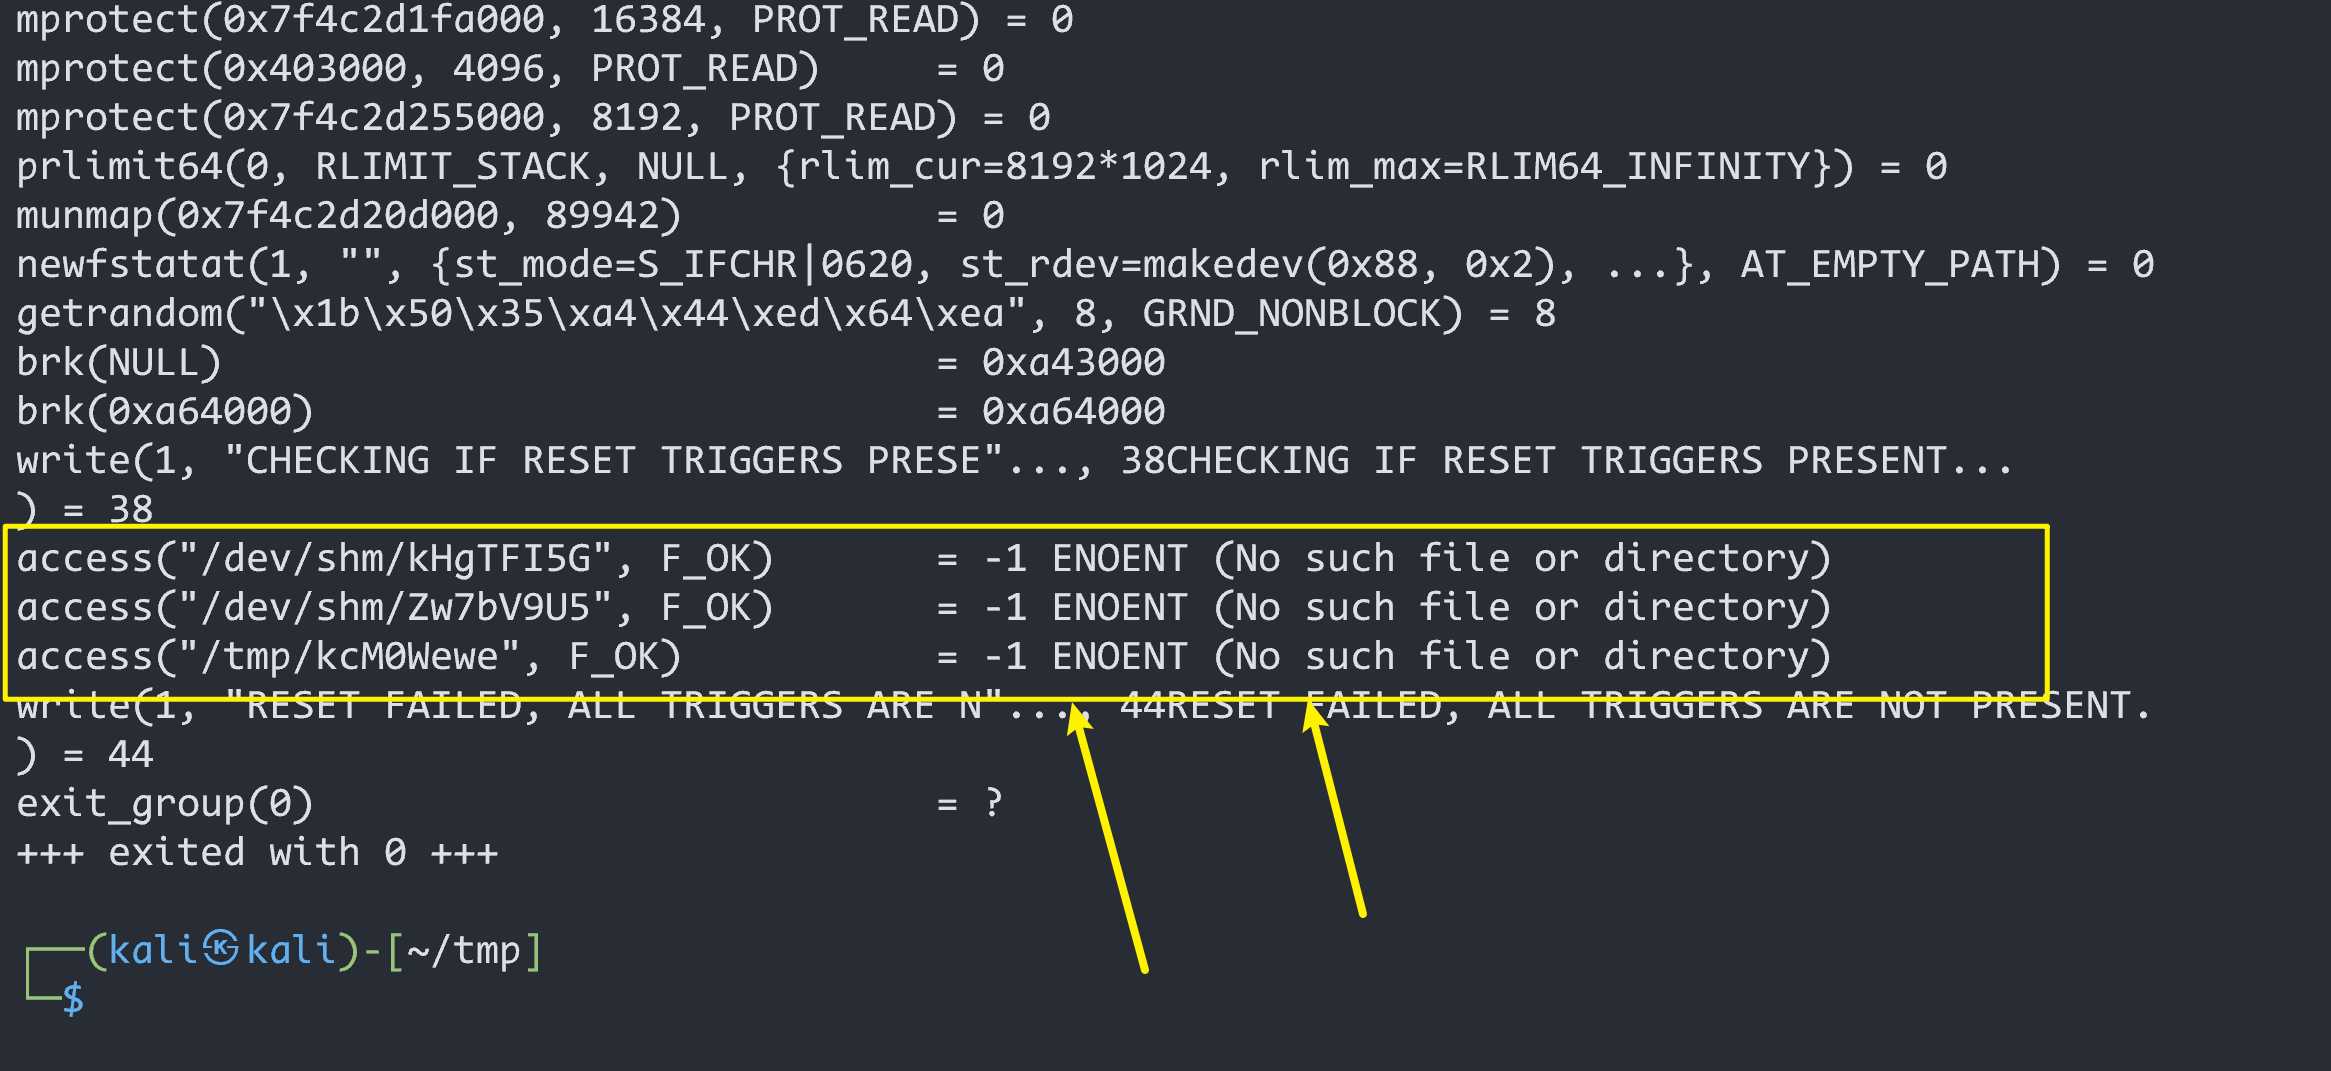 mprotect(0x7f4c2d1fa000, 16384, PROT_READ) = 0
mprotect(0x403000, 4096, PROT_READ)     = 0
mprotect(0x7f4c2d255000, 8192, PROT_READ) = 0
prlimit64(0, RLIMIT_STACK, NULL, {rlim_cur=8192*1024, rlim_max=RLIM64_INFINITY}) = 0
munmap(0x7f4c2d20d000, 89942)           = 0
newfstatat(1, "", {st_mode=S_IFCHR|0620, st_rdev=makedev(0x88, 0x2), ...}, AT_EMPTY_PATH) = 0
getrandom("\x1b\x50\x35\xa4\x44\xed\x64\xea", 8, GRND_NONBLOCK) = 8
brk(NULL)                               = 0xa43000
brk(0xa64000)                           = 0xa64000
write(1, "CHECKING IF RESET TRIGGERS PRESE"..., 38CHECKING IF RESET TRIGGERS PRESENT...
) = 38
access("/dev/shm/kHgTFI5G", F_OK)       = -1 ENOENT (No such file or directory)
access("/dev/shm/Zw7bV9U5", F_OK)       = -1 ENOENT (No such file or directory)
access("/tmp/kcM0Wewe", F_OK)           = -1 ENOENT (No such file or directory)
write(1, "RESET FAILED, ALL TRIGGERS ARE N"..., 44RESET FAILED, ALL TRIGGERS ARE NOT PRESENT.
) = 44
exit_group(0)                           = ?
+++ exited with 0 +++
┌──(kali㉿kali)-[~/tmp]
└─$